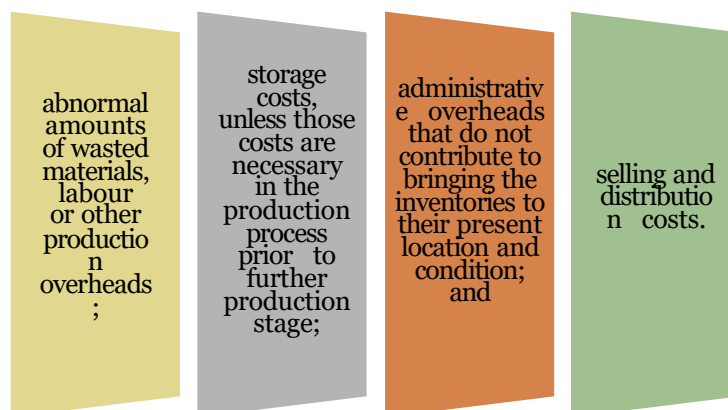 abnormal
amounts
of wasted
materials,
labour
or other
productio
n
overheads
;
storage
costs,
unless those
costs are
necessary
in the
production
process
prior to
further
production
stage;
administrativ
e overheads
that do not
contribute to
bringing the
inventories to
their present
location and
condition;
and
selling and
distributio
n costs.